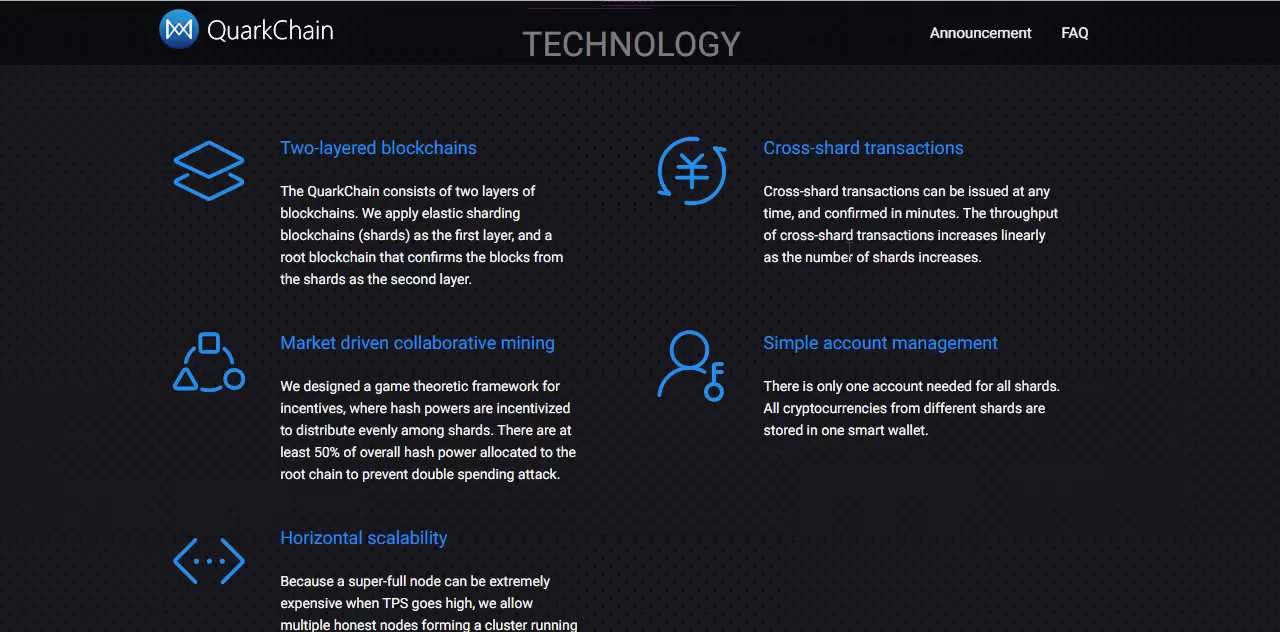 QuarkChain
TECHNOLOGY
Announcement
FAQ
Two-layered blockchains
The QuarkChain consists of two layers of
blockchains. We apply elastic sharding
blockchains (shards) as the first layer, and a
root blockchain that confirms the blocks from
the shards as the second layer.
Cross-shard transactions
Cross-shard transactions can be issued at any
time, and confirmed in minutes. The throughput
of cross-shard transactions increases linearly
as the number of shards increases.
Market driven collaborative mining
We designed a game theoretic framework for
incentives, where hash powers are incentivized
to distribute evenly among shards. There are at
least 50% of overall hash power allocated to the
root chain to prevent double spending attack.
Simple account management
There is only one account needed for all shards.
All cryptocurrencies from different shards are
stored in one smart wallet.
Horizontal scalability
Because a super-full node can be extremely
expensive when TPS goes high, we allow
multiple honest nodes forming a cluster running